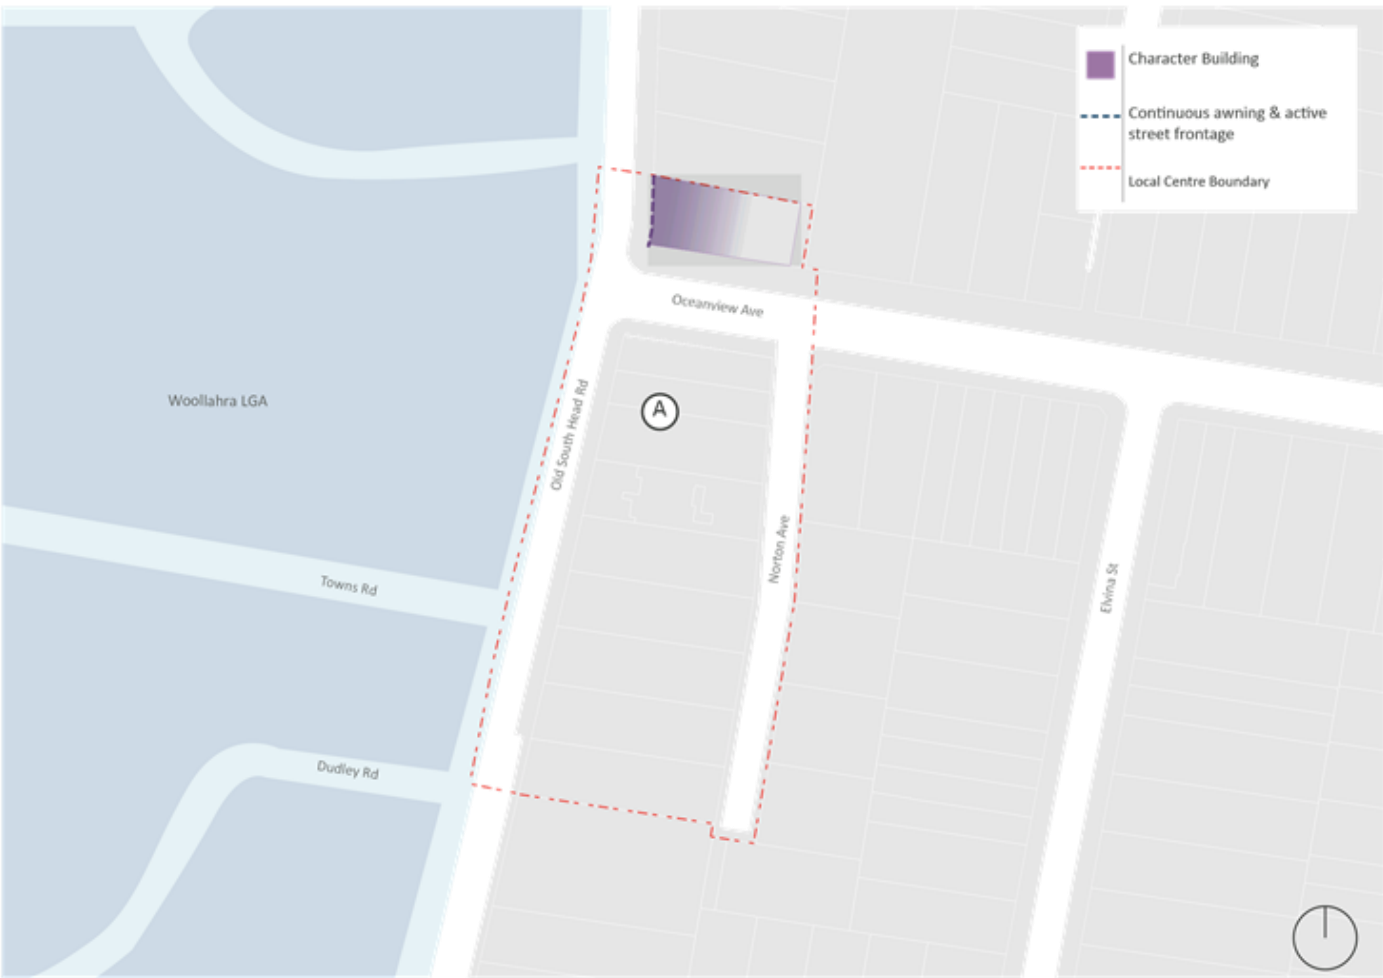 Character Building
Continuous awning & active
street frontage
Local Centre Boundary
Oceanview Ave
Woollahra LGA
Old South Head Rd
A
Norton Ave
Towns Rd
Elvina St
Dudley Rd